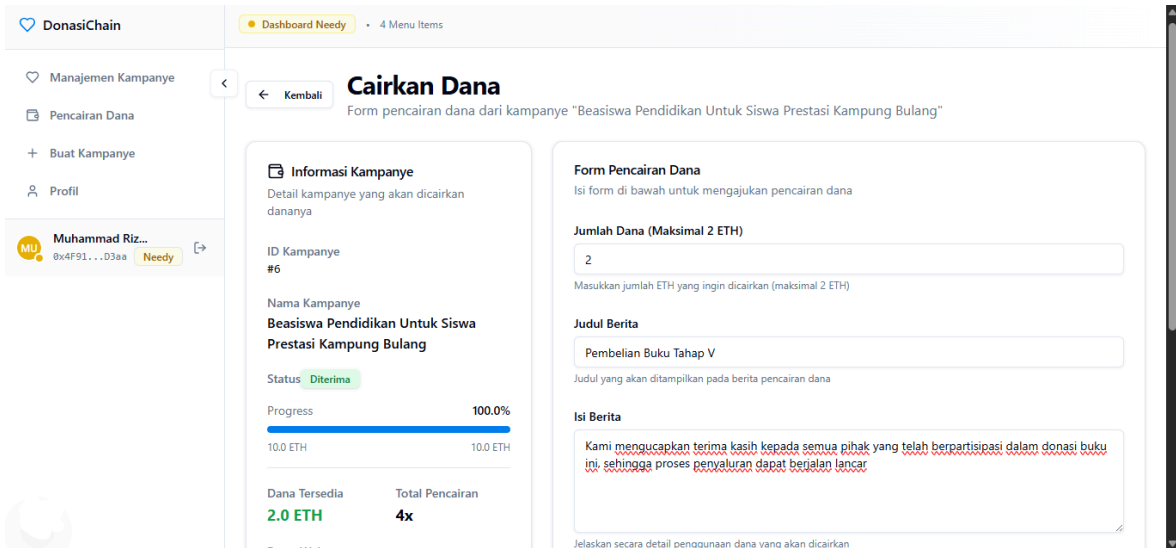 DonasiChain
Manajemen Kampanye
Pencairan Dana
Buat Kampanye
Profil
MU
Muhammad Riz...
0x4F91...D3aa Needy
Dashboard Needy • 4 Menu Items
Kembali
Cairkan Dana
Form pencairan dana dari kampanye "Beasiswa Pendidikan Untuk Siswa Prestasi Kampung Bulang"
Informasi Kampanye
Detail kampanye yang akan dicairkan
dananya
ID Kampanye
#6
Nama Kampanye
Beasiswa Pendidikan Untuk Siswa
Prestasi Kampung Bulang
Status Diterima
Progress 100.0%
10.0 ETH 10.0 ETH
Dana Tersedia Total Pencairan
2.0 ETH 4x
Form Pencairan Dana
Isi form di bawah untuk mengajukan pencairan dana
Jumlah Dana (Maksimal 2 ETH)
2
Masukkan jumlah ETH yang ingin dicairkan (maksimal 2 ETH)
Judul Berita
Pembelian Buku Tahap V
Judul yang akan ditampilkan pada berita pencairan dana
Isi Berita
Kami mengucapkan terima kasih kepada semua pihak yang telah berpartisipasi dalam donasi buku
ini, sehingga proses penyaluran dapat berjalan lancar
Jelaskan secara detail penggunaan dana yang akan dicairkan